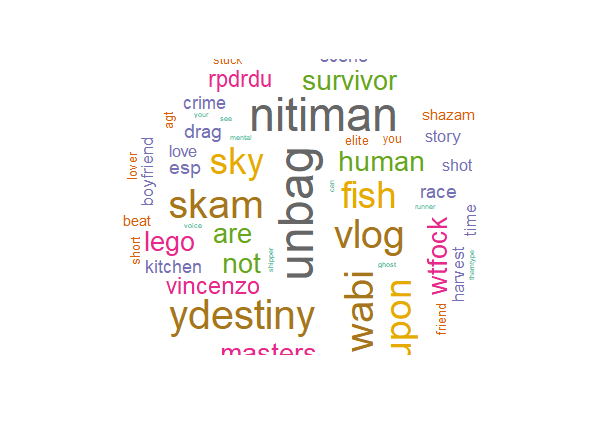 stuck
scene
rpdrdu
survivor
crime
nitiman
shazam
your
see
agt
drag
mental
elite
you
story
love
sky
human
shot
esp
boyfriend
lover
unbag
can
fish
race
skam
runner
beat
voice
are
vlog
time
lego
not
short
shipper
wtfock
kitchen
ghost
harvest
themtype
vincenzo
wabi
upon
ydestiny
friend
masters